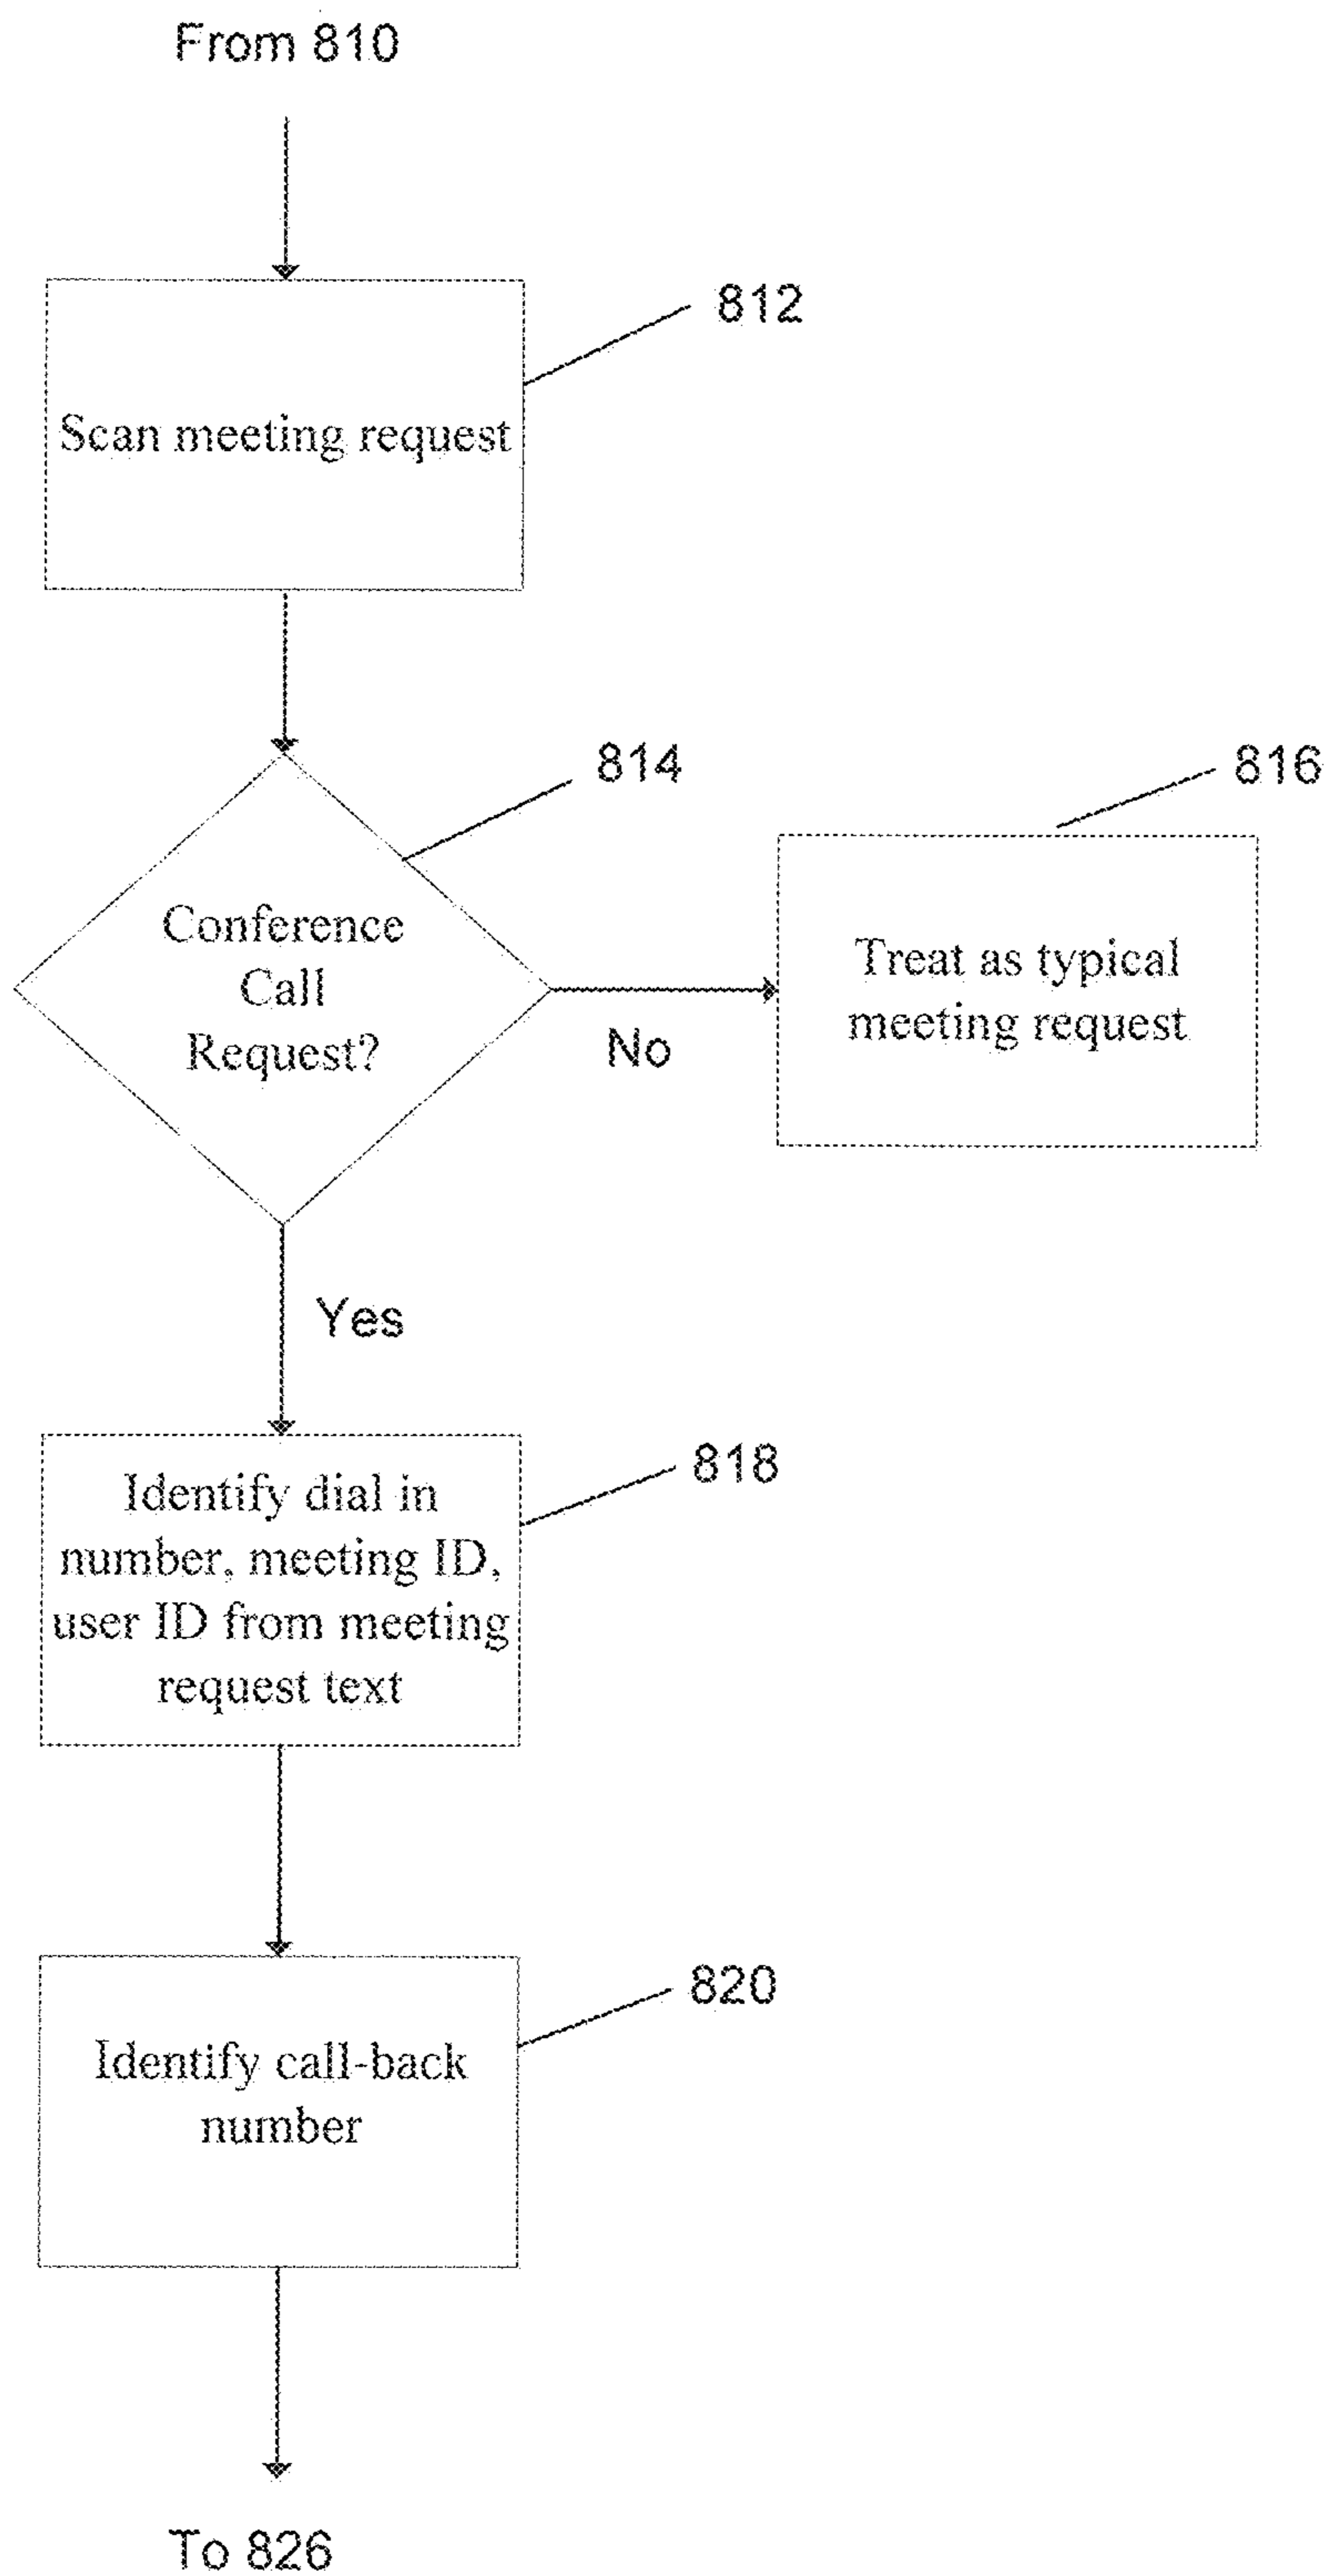 From 810
812
Scan meeting request
814
816
Conference
Call
Request?
Treat as typical
meeting request
No
Yes
818
Identify dial in
number, meeting ID,
user ID from meeting
request text
820
Identify call-back
number
To 826